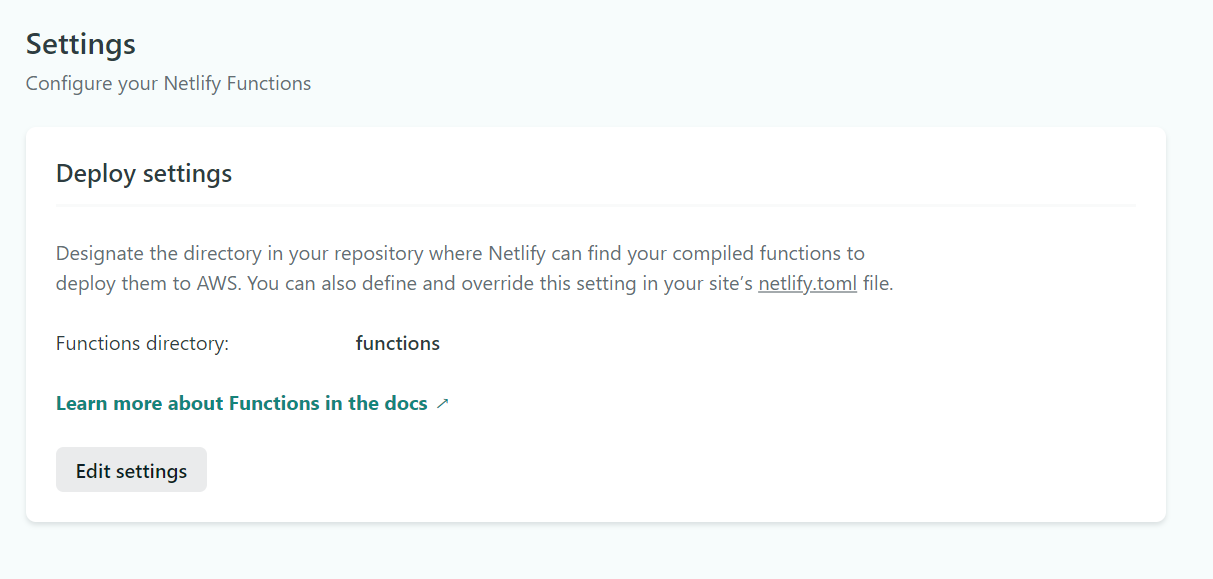 Settings
Configure your Netlify Functions
Deploy settings
Designate the directory in your repository where Netlify can find your compiled functions to
deploy them to AWS. You can also define and override this setting in your site’s netlify.toml file.
Functions directory: functions
Learn more about Functions in the docs ↗
Edit settings